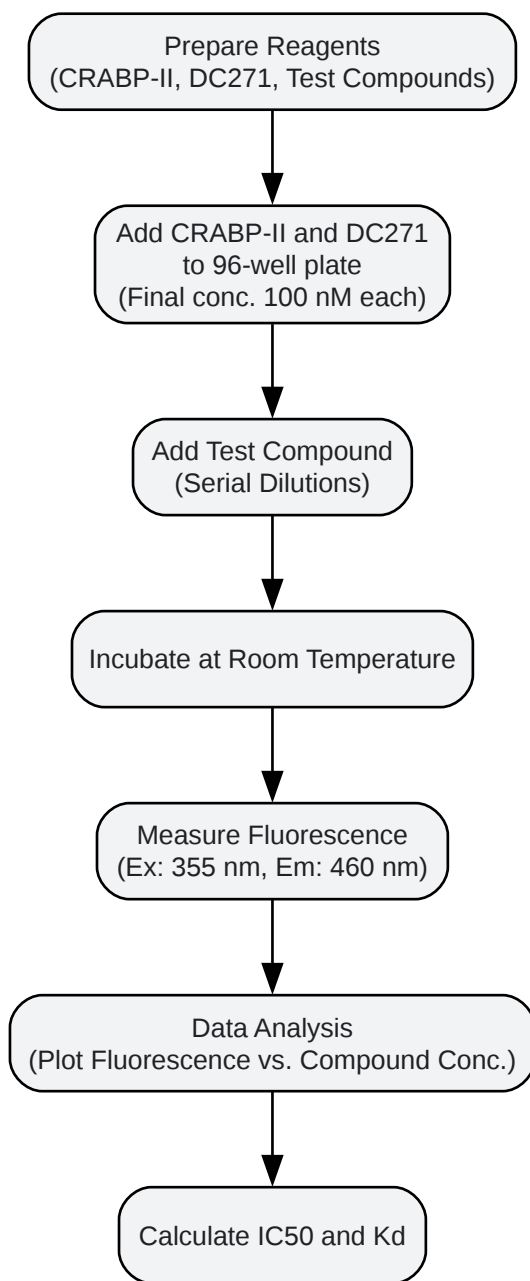 Prepare Reagents
(CRABP-II, DC271, Test Compounds)
Add CRABP-II and DC271
to 96-well plate
(Final conc. 100 nM each)
Add Test Compound
(Serial Dilutions)
Incubate at Room Temperature
Measure Fluorescence
(Ex: 355 nm, Em: 460 nm)
Data Analysis
(Plot Fluorescence vs. Compound Conc.)
Calculate IC50 and Kd